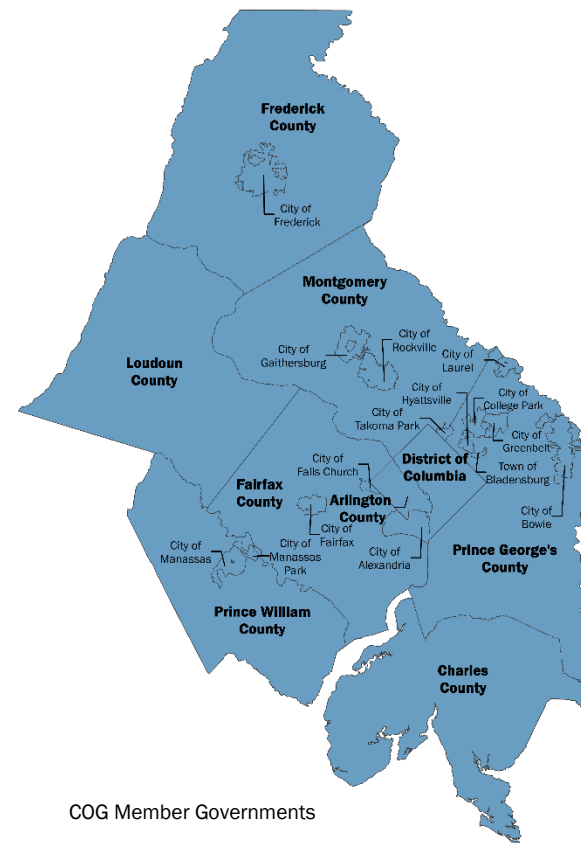 Frederick
County
City of
Frederick
Montgomery
County
City of
Rockville
City of
Gaithersburg
City of
Laurel
Loudoun
County
City of
Hyattsville
City of
College Park
City of
Takoma Park
City of
Greenbelt
City of
Falls Church
District of
Columbia
Town of
Bladensburg
Fairfax
County
Arlington
County
City of
Bowie
City of
Fairfax
City of
Manassas
City of
Manassas
Park
City of
Alexandria
Prince George's
County
Prince William
County
Charles
County
COG Member Governments